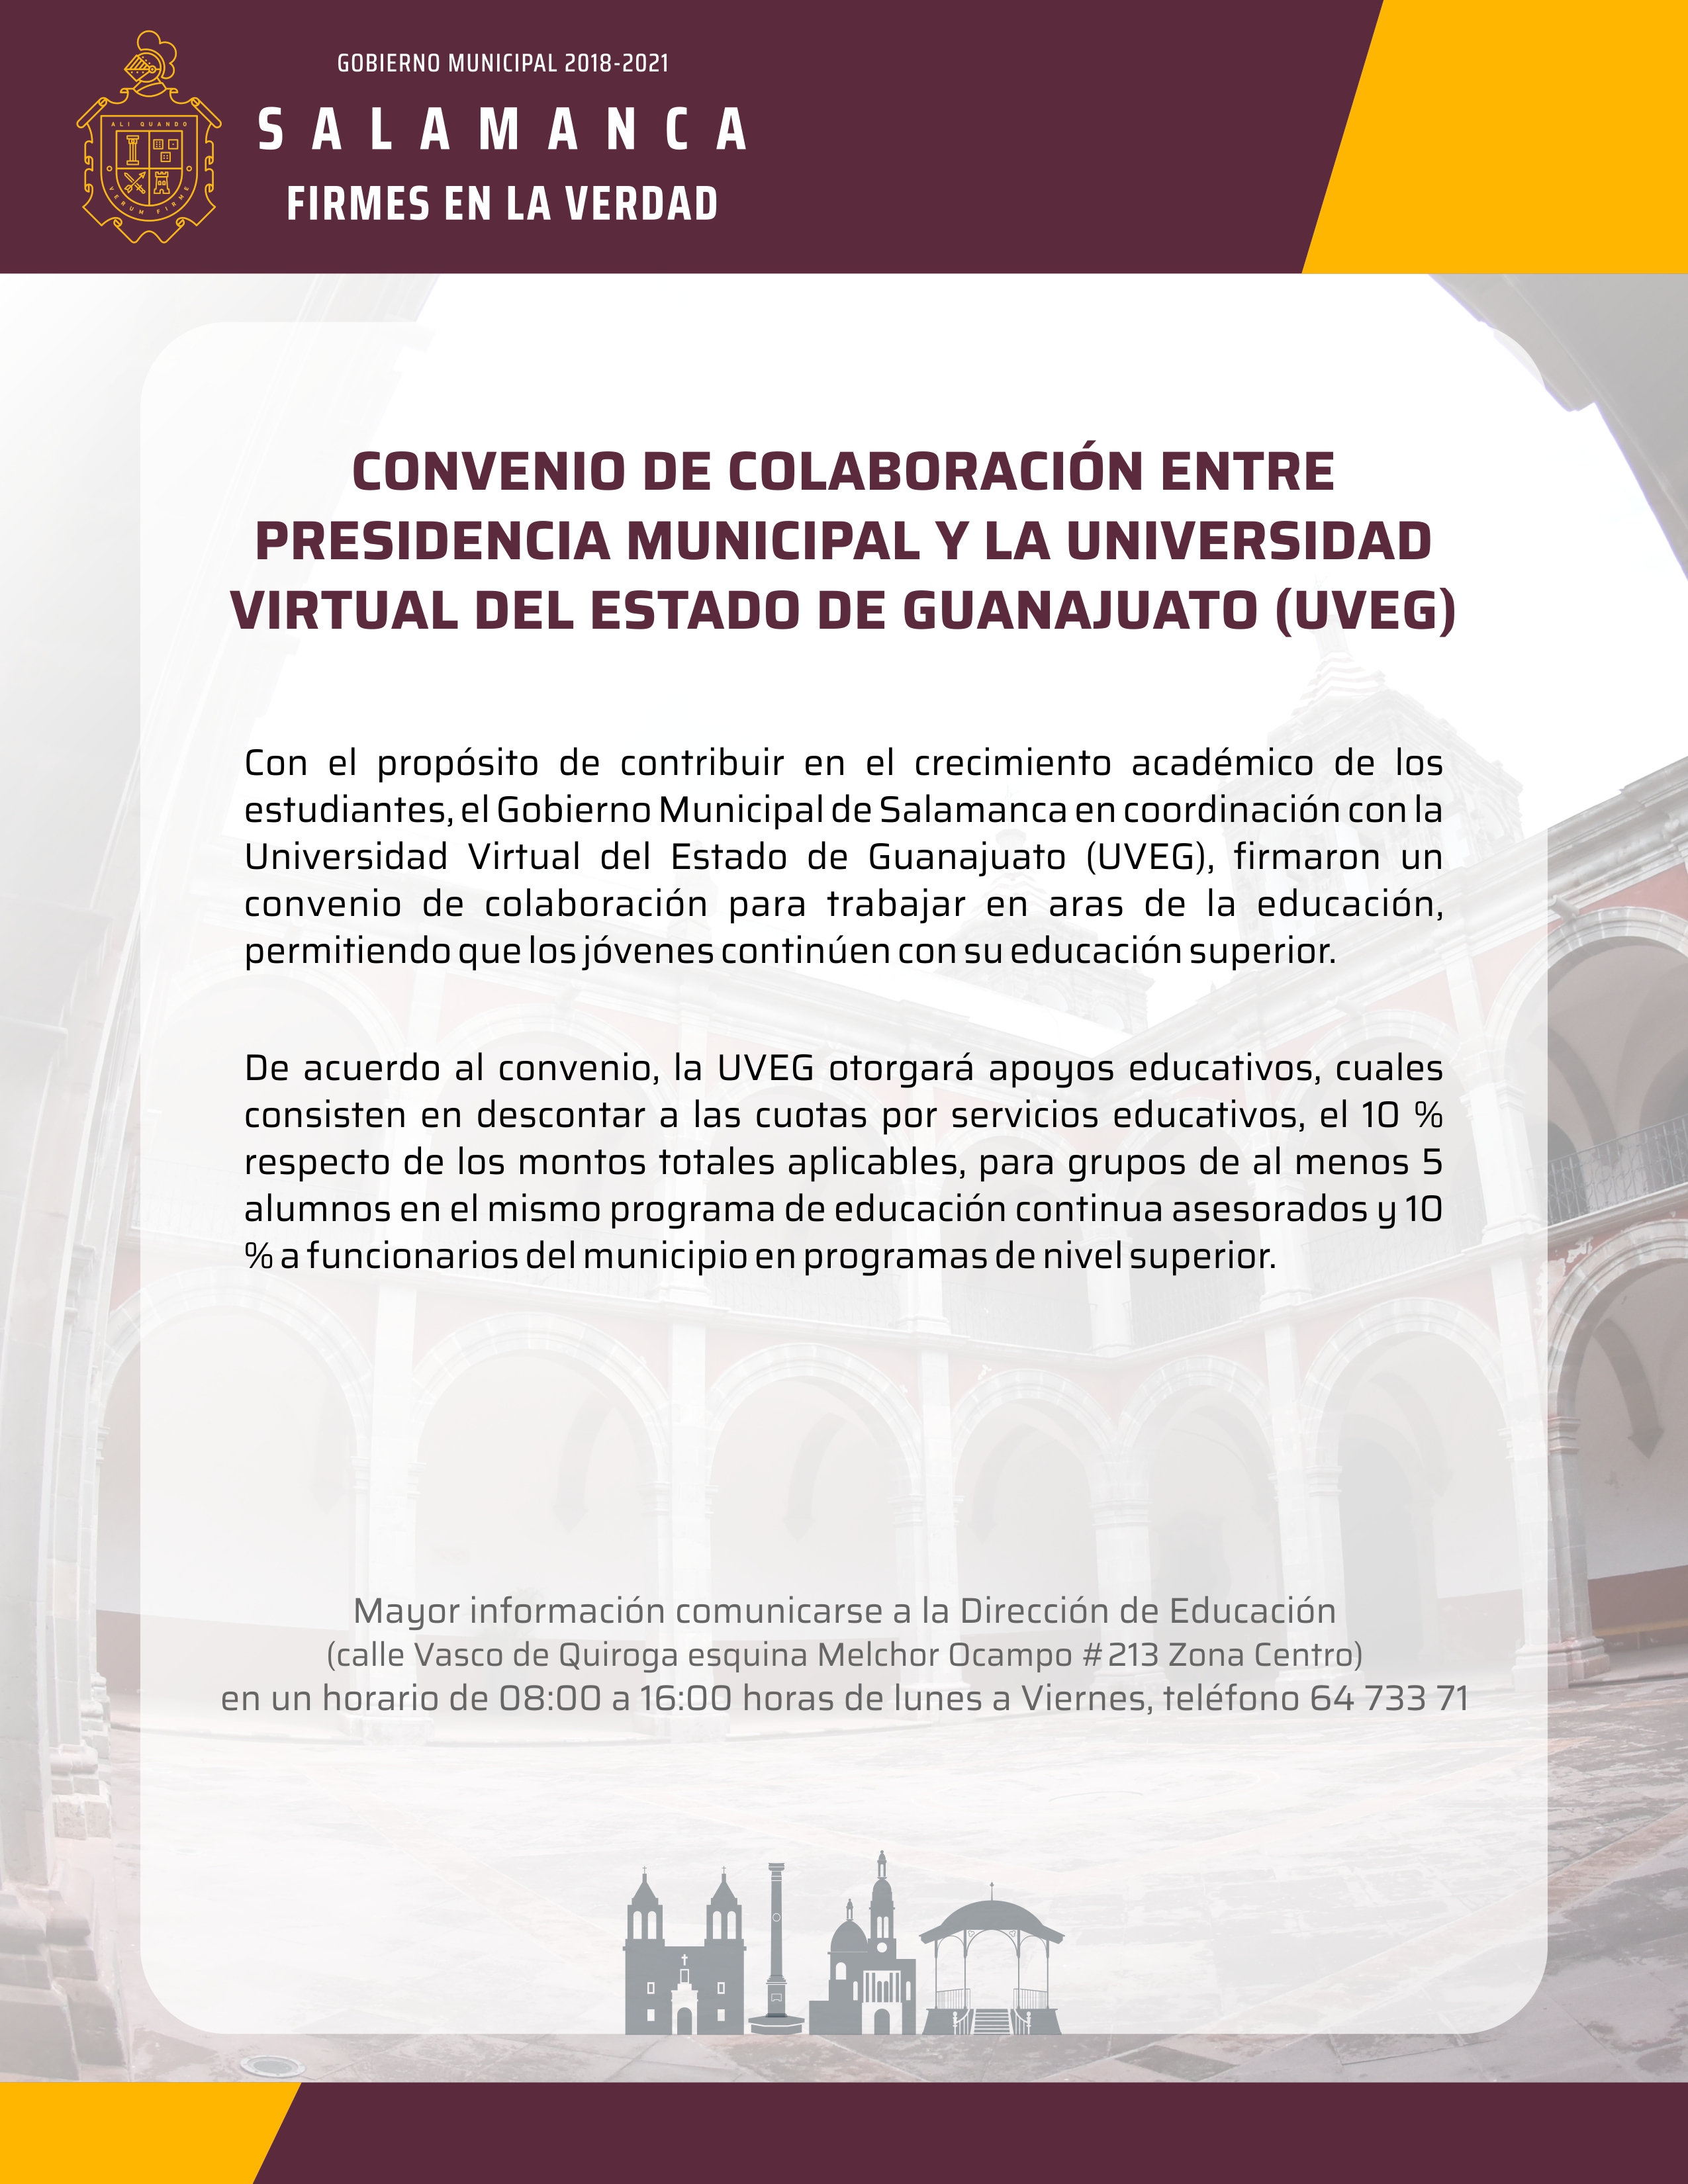 GOBIERNO MUNICIPAL 2018-2021
SALAMANCA
FIRMES EN LA VERDAD
ALI QUANDO
VERUM FIRME
CONVENIO DE COLABORACIÓN ENTRE
PRESIDENCIA MUNICIPAL Y LA UNIVERSIDAD
VIRTUAL DEL ESTADO DE GUANAJUATO (UVEG)
Con el propósito de contribuir en el crecimiento académico de los
estudiantes, el Gobierno Municipal de Salamanca en coordinación con la
Universidad Virtual del Estado de Guanajuato (UVEG), firmaron un
convenio de colaboración para trabajar en aras de la educación,
permitiendo que los jóvenes continúen con su educación superior.
De acuerdo al convenio, la UVEG otorgará apoyos educativos, cuales
consisten en descontar a las cuotas por servicios educativos, el 10 %
respecto de los montos totales aplicables, para grupos de al menos 5
alumnos en el mismo programa de educación continua asesorados y 10
% a funcionarios del municipio en programas de nivel superior.
Mayor información comunicarse a la Dirección de Educación
(calle Vasco de Quiroga esquina Melchor Ocampo #213 Zona Centro)
en un horario de 08:00 a 16:00 horas de lunes a Viernes, teléfono 64 733 71